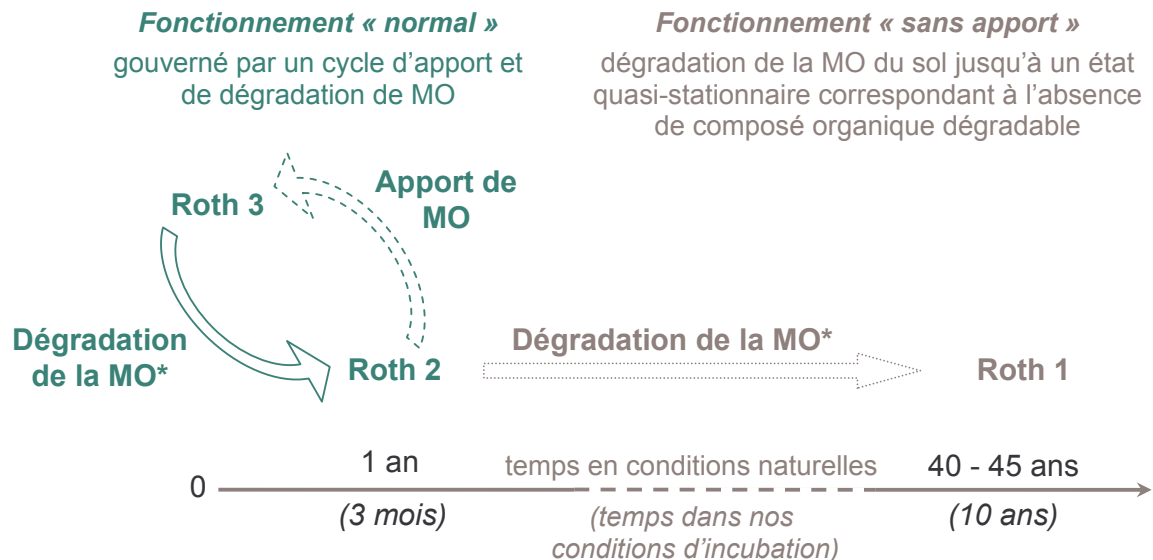 Fonctionnement « normal »
gouverné par un cycle d’apport et
de dégradation de MO
Fonctionnement « sans apport »
dégradation de la MO du sol jusqu’à un état
quasi-stationnaire correspondant à l’absence
de composé organique dégradable
Roth 3
Apport de
MO
Dégradation
de la MO*
Roth 2
Dégradation de la MO*
Roth 1
0
1 an
temps en conditions naturelles
40 - 45 ans
(3 mois)
(temps dans nos
conditions d’incubation)
(10 ans)